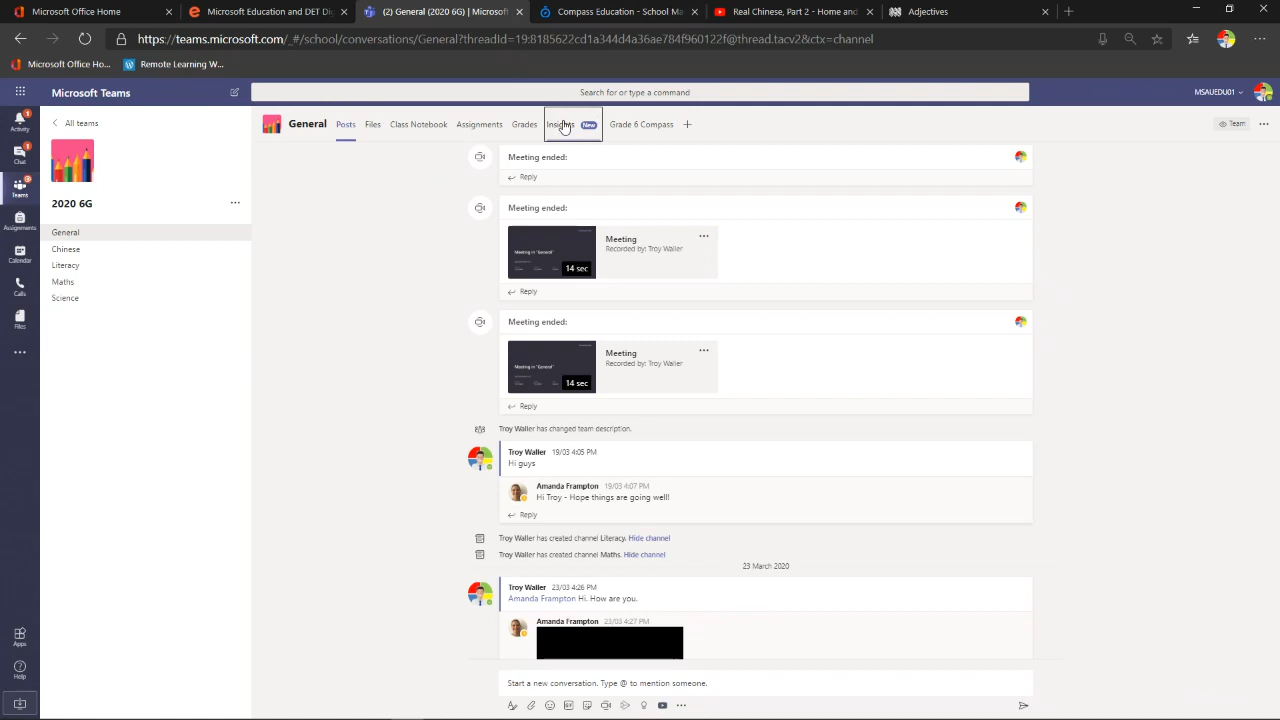 Microsoft Office Home
Microsoft Education and DET Dig
(2) General (2020 6G) | Microsoft
Compass Education - School Ma
Real Chinese, Part 2 - Home and
Adjectives
https://teams.microsoft.com/_#/school/conversations/General?threadId=19:8185622cd1a344d4a36ae784f960122f@thread.tacv2&ctx=channel
Microsoft Office Ho...
Remote Learning W...
Microsoft Teams
Search for or type a command
MSAUEDU01
Activity
Chat
Teams
Assignments
Calendar
Calls
Files
Apps
Help
All teams
2020 6G
General
Chinese
Literacy
Maths
Science
General
Posts
Files
Class Notebook
Assignments
Grades
Insights
New
Grade 6 Compass
Team
Meeting ended:
Reply
Meeting ended:
Meeting in "General"
14 sec
Meeting
Recorded by: Troy Waller
Reply
Meeting ended:
Meeting in "General"
14 sec
Meeting
Recorded by: Troy Waller
Reply
Troy Waller has changed team description.
Troy Waller 19/03 4:05 PM
Hi guys
Amanda Frampton 19/03 4:07 PM
Hi Troy - Hope things are going well!
Reply
Troy Waller has created channel Literacy. Hide channel
Troy Waller has created channel Maths. Hide channel
23 March 2020
Troy Waller 23/03 4:26 PM
Amanda Frampton Hi. How are you.
Amanda Frampton 23/03 4:27 PM
Start a new conversation. Type @ to mention someone.